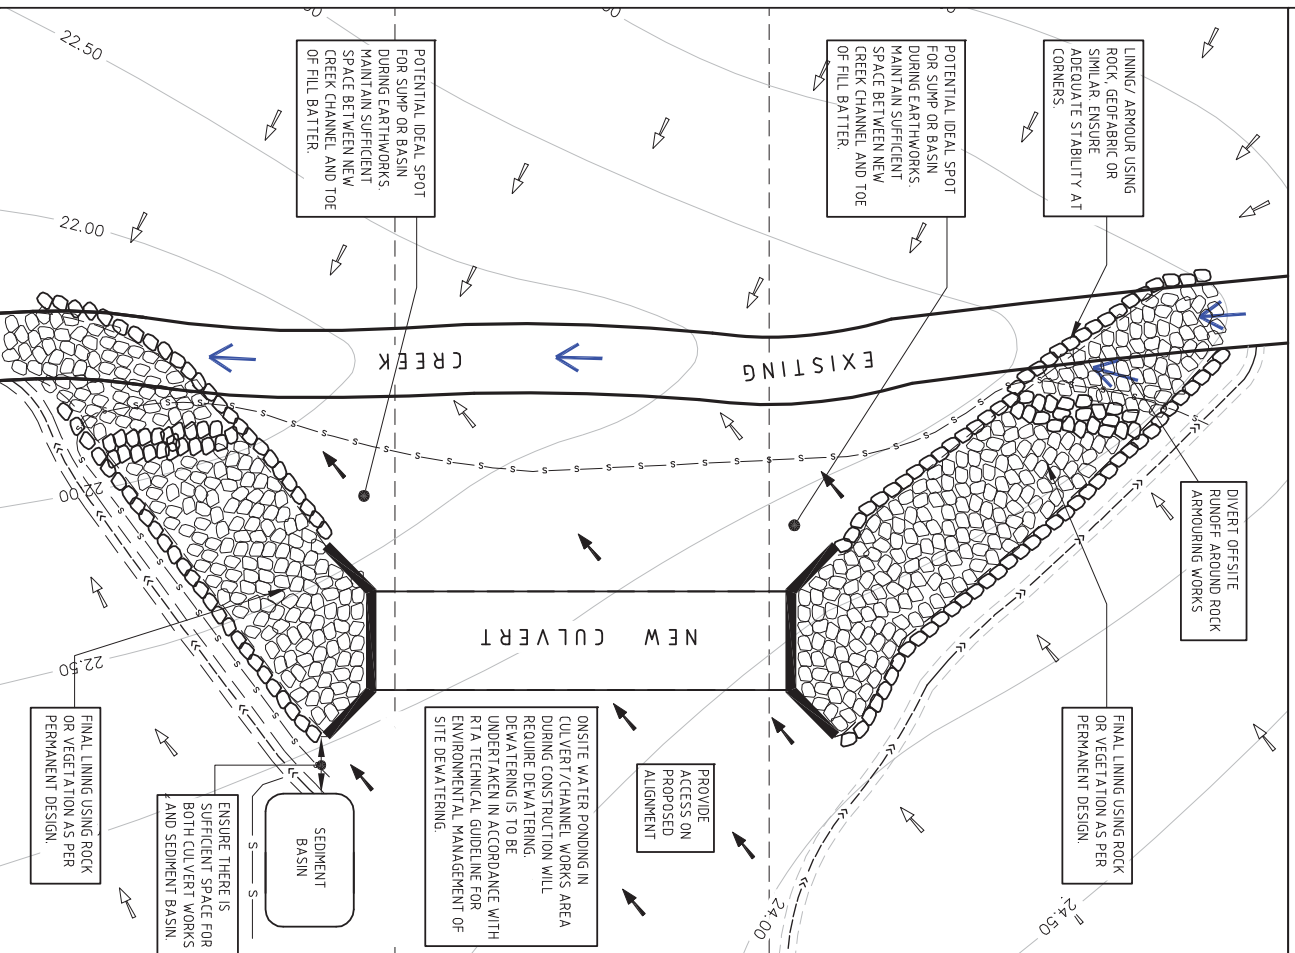 22.50
22.00
22.00
22.50
24.00
24.50
POTENTIAL IDEAL SPOT
FOR SUMP OR BASIN
DURING EARTHWORKS.
MAINTAIN SUFFICIENT
SPACE BETWEEN NEW
CREEK CHANNEL AND TOE
OF FILL BATTER.
POTENTIAL IDEAL SPOT
FOR SUMP OR BASIN
DURING EARTHWORKS.
MAINTAIN SUFFICIENT
SPACE BETWEEN NEW
CREEK CHANNEL AND TOE
OF FILL BATTER.
LINING/ ARMOUR USING
ROCK, GEOFABRIC OR
SIMILAR. ENSURE
ADEQUATE STABILITY AT
CORNERS.
EXISTING
CREEK
DIVERT OFFSITE
RUNOFF AROUND ROCK
ARMOURING WORKS
NEW CULVERT
FINAL LINING USING ROCK
OR VEGETATION AS PER
PERMANENT DESIGN.
ENSURE THERE IS
SUFFICIENT SPACE FOR
BOTH CULVERT WORKS
AND SEDIMENT BASIN.
SEDIMENT
BASIN
ONSITE WATER PONDING IN
CULVERT/CHANNEL WORKS AREA
DURING CONSTRUCTION WILL
REQUIRE DEWATERING.
DEWATERING IS TO BE
UNDERTAKEN IN ACCORDANCE WITH
RTA TECHNICAL GUIDELINE FOR
ENVIRONMENTAL MANAGEMENT OF
SITE DEWATERING.
PROVIDE
ACCESS ON
PROPOSED
ALIGNMENT
FINAL LINING USING ROCK
OR VEGETATION AS PER
PERMANENT DESIGN.